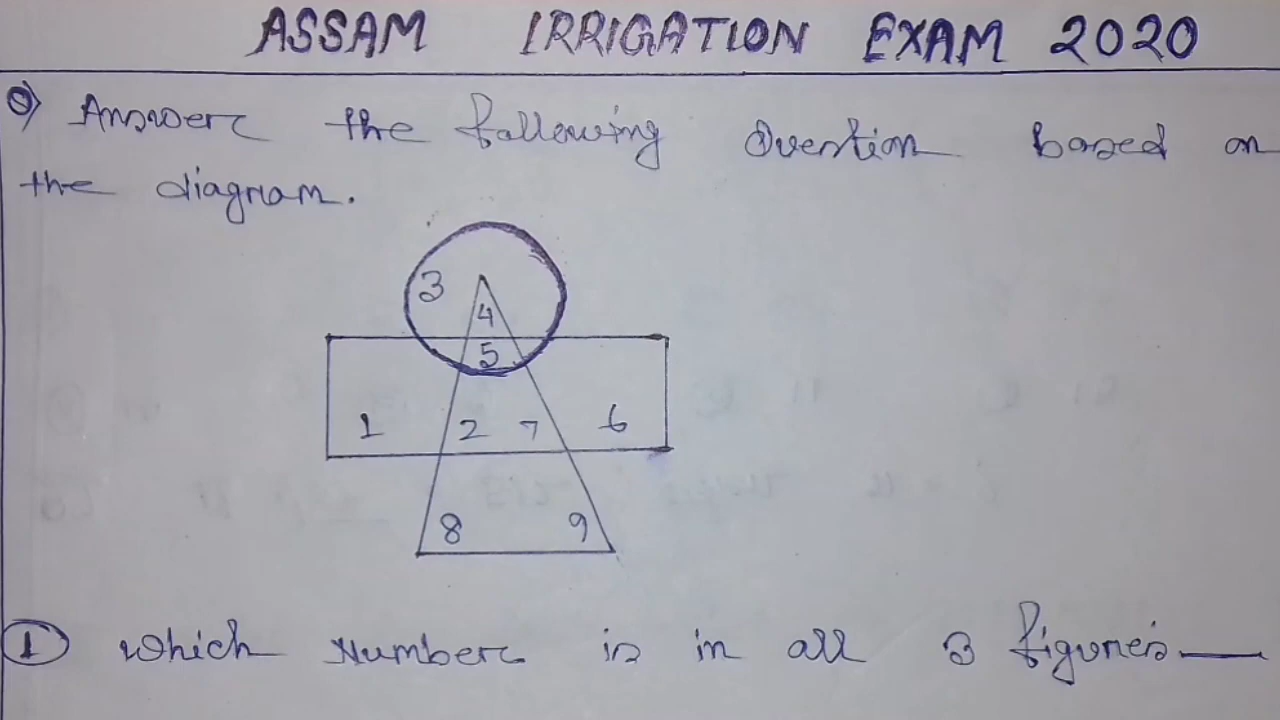 ASSAM IRRIGATION EXAM 2020
Q) Answer the following Question based on
the diagram.
3
4
5
1 2 7 6
8 9
1 which Number is in all 3 figures